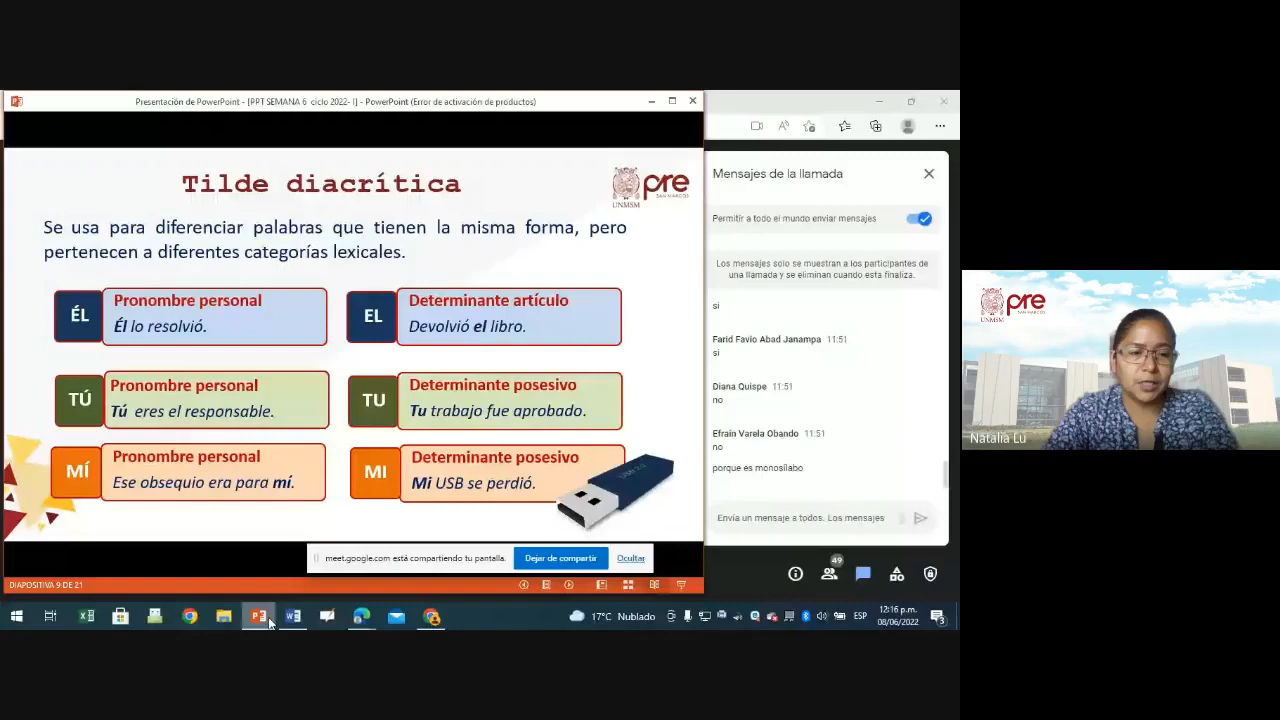 Presentación de PowerPoint - [PPT SEMANA 6 ciclo 2022- I] - PowerPoint (Error de activación de productos)
Tilde diacrítica
UNMSM
pre
SAN MARCOS
Se usa para diferenciar palabras que tienen la misma forma, pero
pertenecen a diferentes categorías lexicales.
ÉL
Pronombre personal
Él lo resolvió.
EL
Determinante artículo
Devolvió el libro.
TÚ
Pronombre personal
Tú eres el responsable.
TU
Determinante posesivo
Tu trabajo fue aprobado.
MÍ
Pronombre personal
Ese obsequio era para mí.
MI
Determinante posesivo
Mi USB se perdió.
meet.google.com está compartiendo tu pantalla.
Dejar de compartir
Ocultar
DIAPOSITIVA 9 DE 21
Mensajes de la llamada
Permitir a todo el mundo enviar mensajes
Los mensajes solo se muestran a los participantes de
una llamada y se eliminan cuando esta finaliza.
si
Farid Favio Abad Janampa 11:51
si
Diana Quispe 11:51
no
Efrain Varela Obando 11:51
no
porque es monosílabo
Envía un mensaje a todos. Los mensajes
49
17°C Nublado
ESP
12:16 p.m.
08/06/2022
3
UNMSM
pre
SAN MARCOS
Natalia Lu